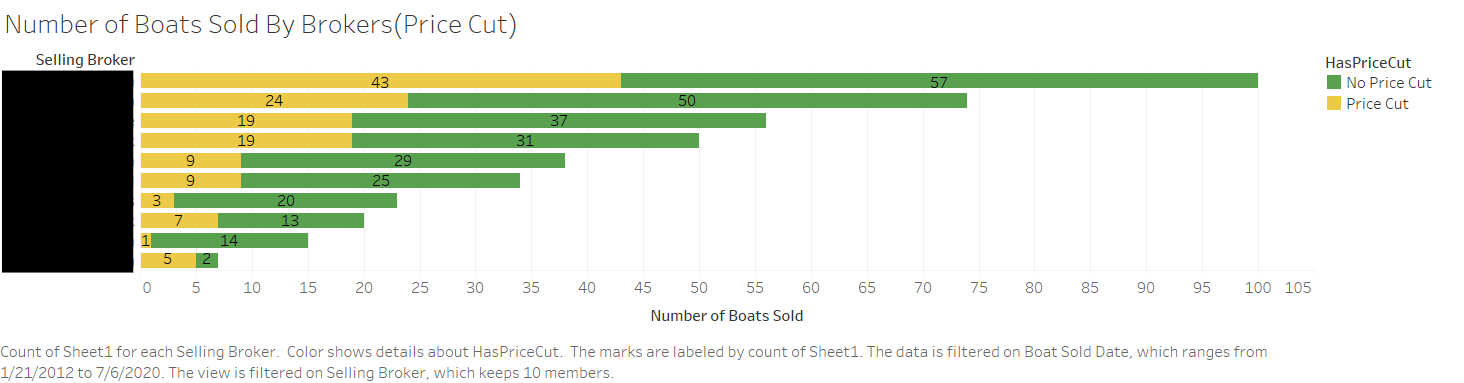 Number of Boats Sold By Brokers(Price Cut)
Selling Broker
HasPriceCut
No Price Cut
Price Cut
43 57
24 50
19 37
19 31
9 29
9 25
3 20
7 13
1 14
5 2
0 5 10 15 20 25 30 35 40 45 50 55 60 65 70 75 80 85 90 95 100 105
Number of Boats Sold
Count of Sheet1 for each Selling Broker.  Color shows details about HasPriceCut.  The marks are labeled by count of Sheet1. The data is filtered on Boat Sold Date, which ranges from
1/21/2012 to 7/6/2020. The view is filtered on Selling Broker, which keeps 10 members.